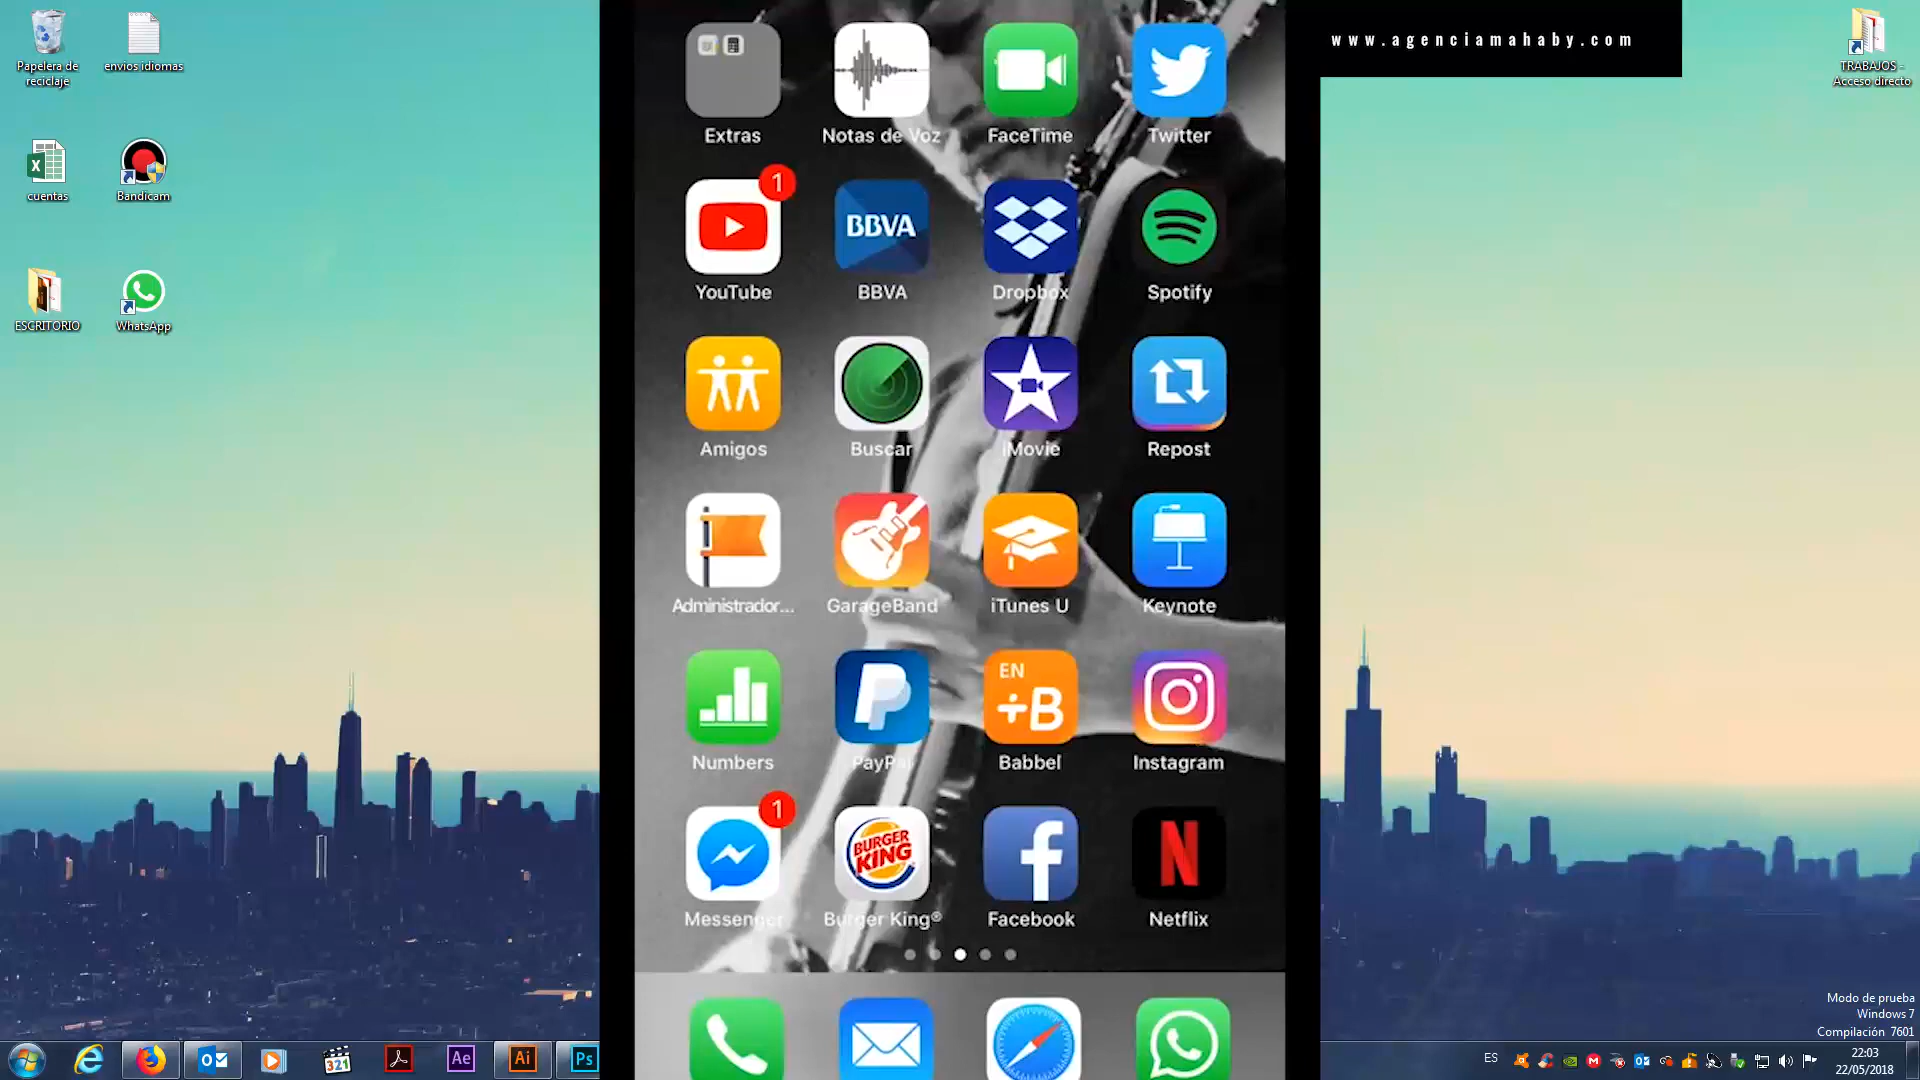 www.agenciamahaby.com
Papelera de
reciclaje
envios idiomas
TRABAJOS -
Acceso directo
cuentas
Bandicam
ESCRITORIO
WhatsApp
Extras
Notas de Voz
FaceTime
Twitter
1
BBVA
YouTube
BBVA
Dropbox
Spotify
Amigos
Buscar
iMovie
Repost
Administrador...
GarageBand
iTunes U
Keynote
EN
÷B
Numbers
PayPal
Babbel
Instagram
1
BURGER
KING
N
Messenger
Burger King®
Facebook
Netflix
Modo de prueba
Windows 7
Compilación 7601
321
Ae
Ai
Ps
ES
22:03
22/05/2018